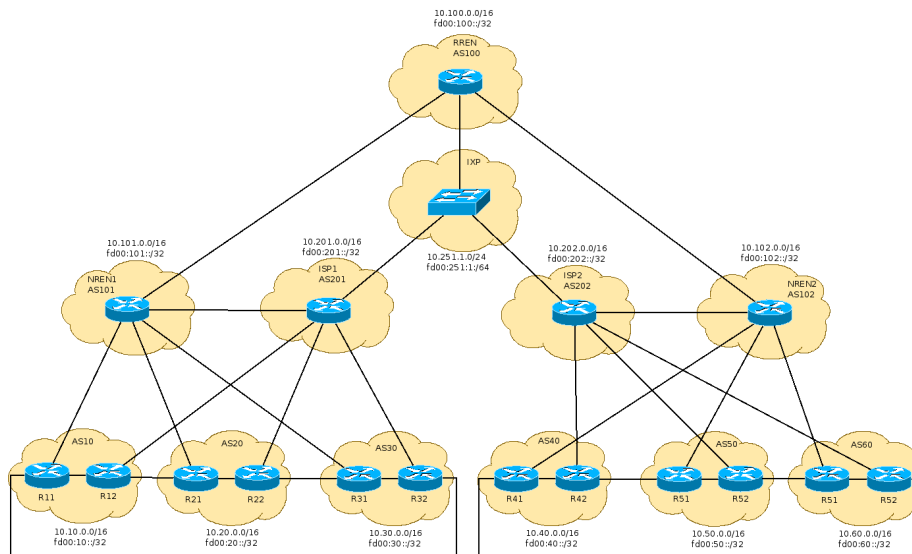 10.100.0.0/16
fd00:100::/32
RREN
AS100
IXP
10.251.1.0/24
fd00:251:1:/64
10.101.0.0/16
fd00:101::/32
NREN1
AS101
10.201.0.0/16
fd00:201::/32
ISP1
AS201
10.202.0.0/16
fd00:202::/32
ISP2
AS202
10.102.0.0/16
fd00:102::/32
NREN2
AS102
AS10
R11
R12
10.10.0.0/16
fd00:10::/32
AS20
R21
R22
10.20.0.0/16
fd00:20::/32
AS30
R31
R32
10.30.0.0/16
fd00:30::/32
AS40
R41
R42
10.40.0.0/16
fd00:40::/32
AS50
R51
R52
10.50.0.0/16
fd00:50::/32
AS60
R51
R52
10.60.0.0/16
fd00:60::/32